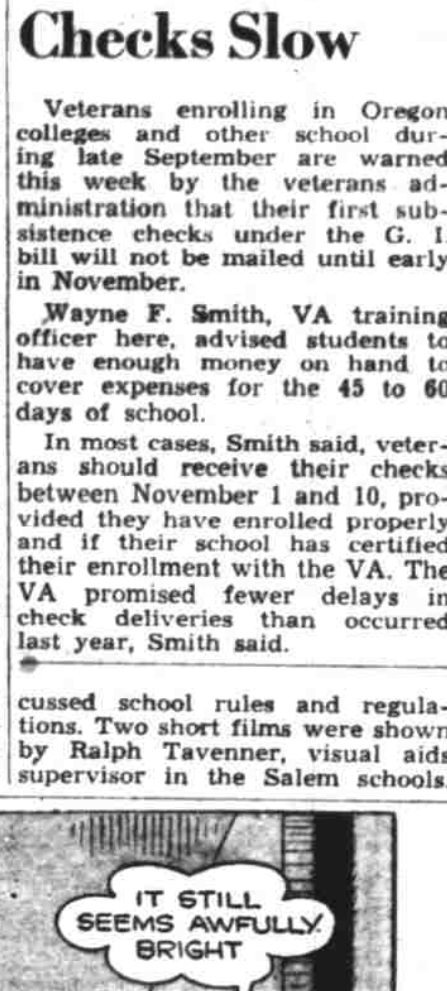 Checks Slow
Veterans enrolling in Oregon
colleges and other school dur-
ing late September are warned
this week by the veterans ad-
ministration that their first sub-
sistence checks under the G. I.
bill will not be mailed until early
in November.
Wayne F. Smith, VA training
officer here, advised students to
have enough money on hand to
cover expenses for the 45 to 60
days of school.
In most cases, Smith said, veter-
ans should receive their checks
between November 1 and 10, pro-
vided they have enrolled properly
and if their school has certified
their enrollment with the VA. The
VA promised fewer delays in
check deliveries than occurred
last year, Smith said.
cussed school rules and regula-
tions. Two short films were shown
by Ralph Tavenner, visual aids
supervisor in the Salem schools.
IT STILL
SEEMS AWFULLY
BRIGHT